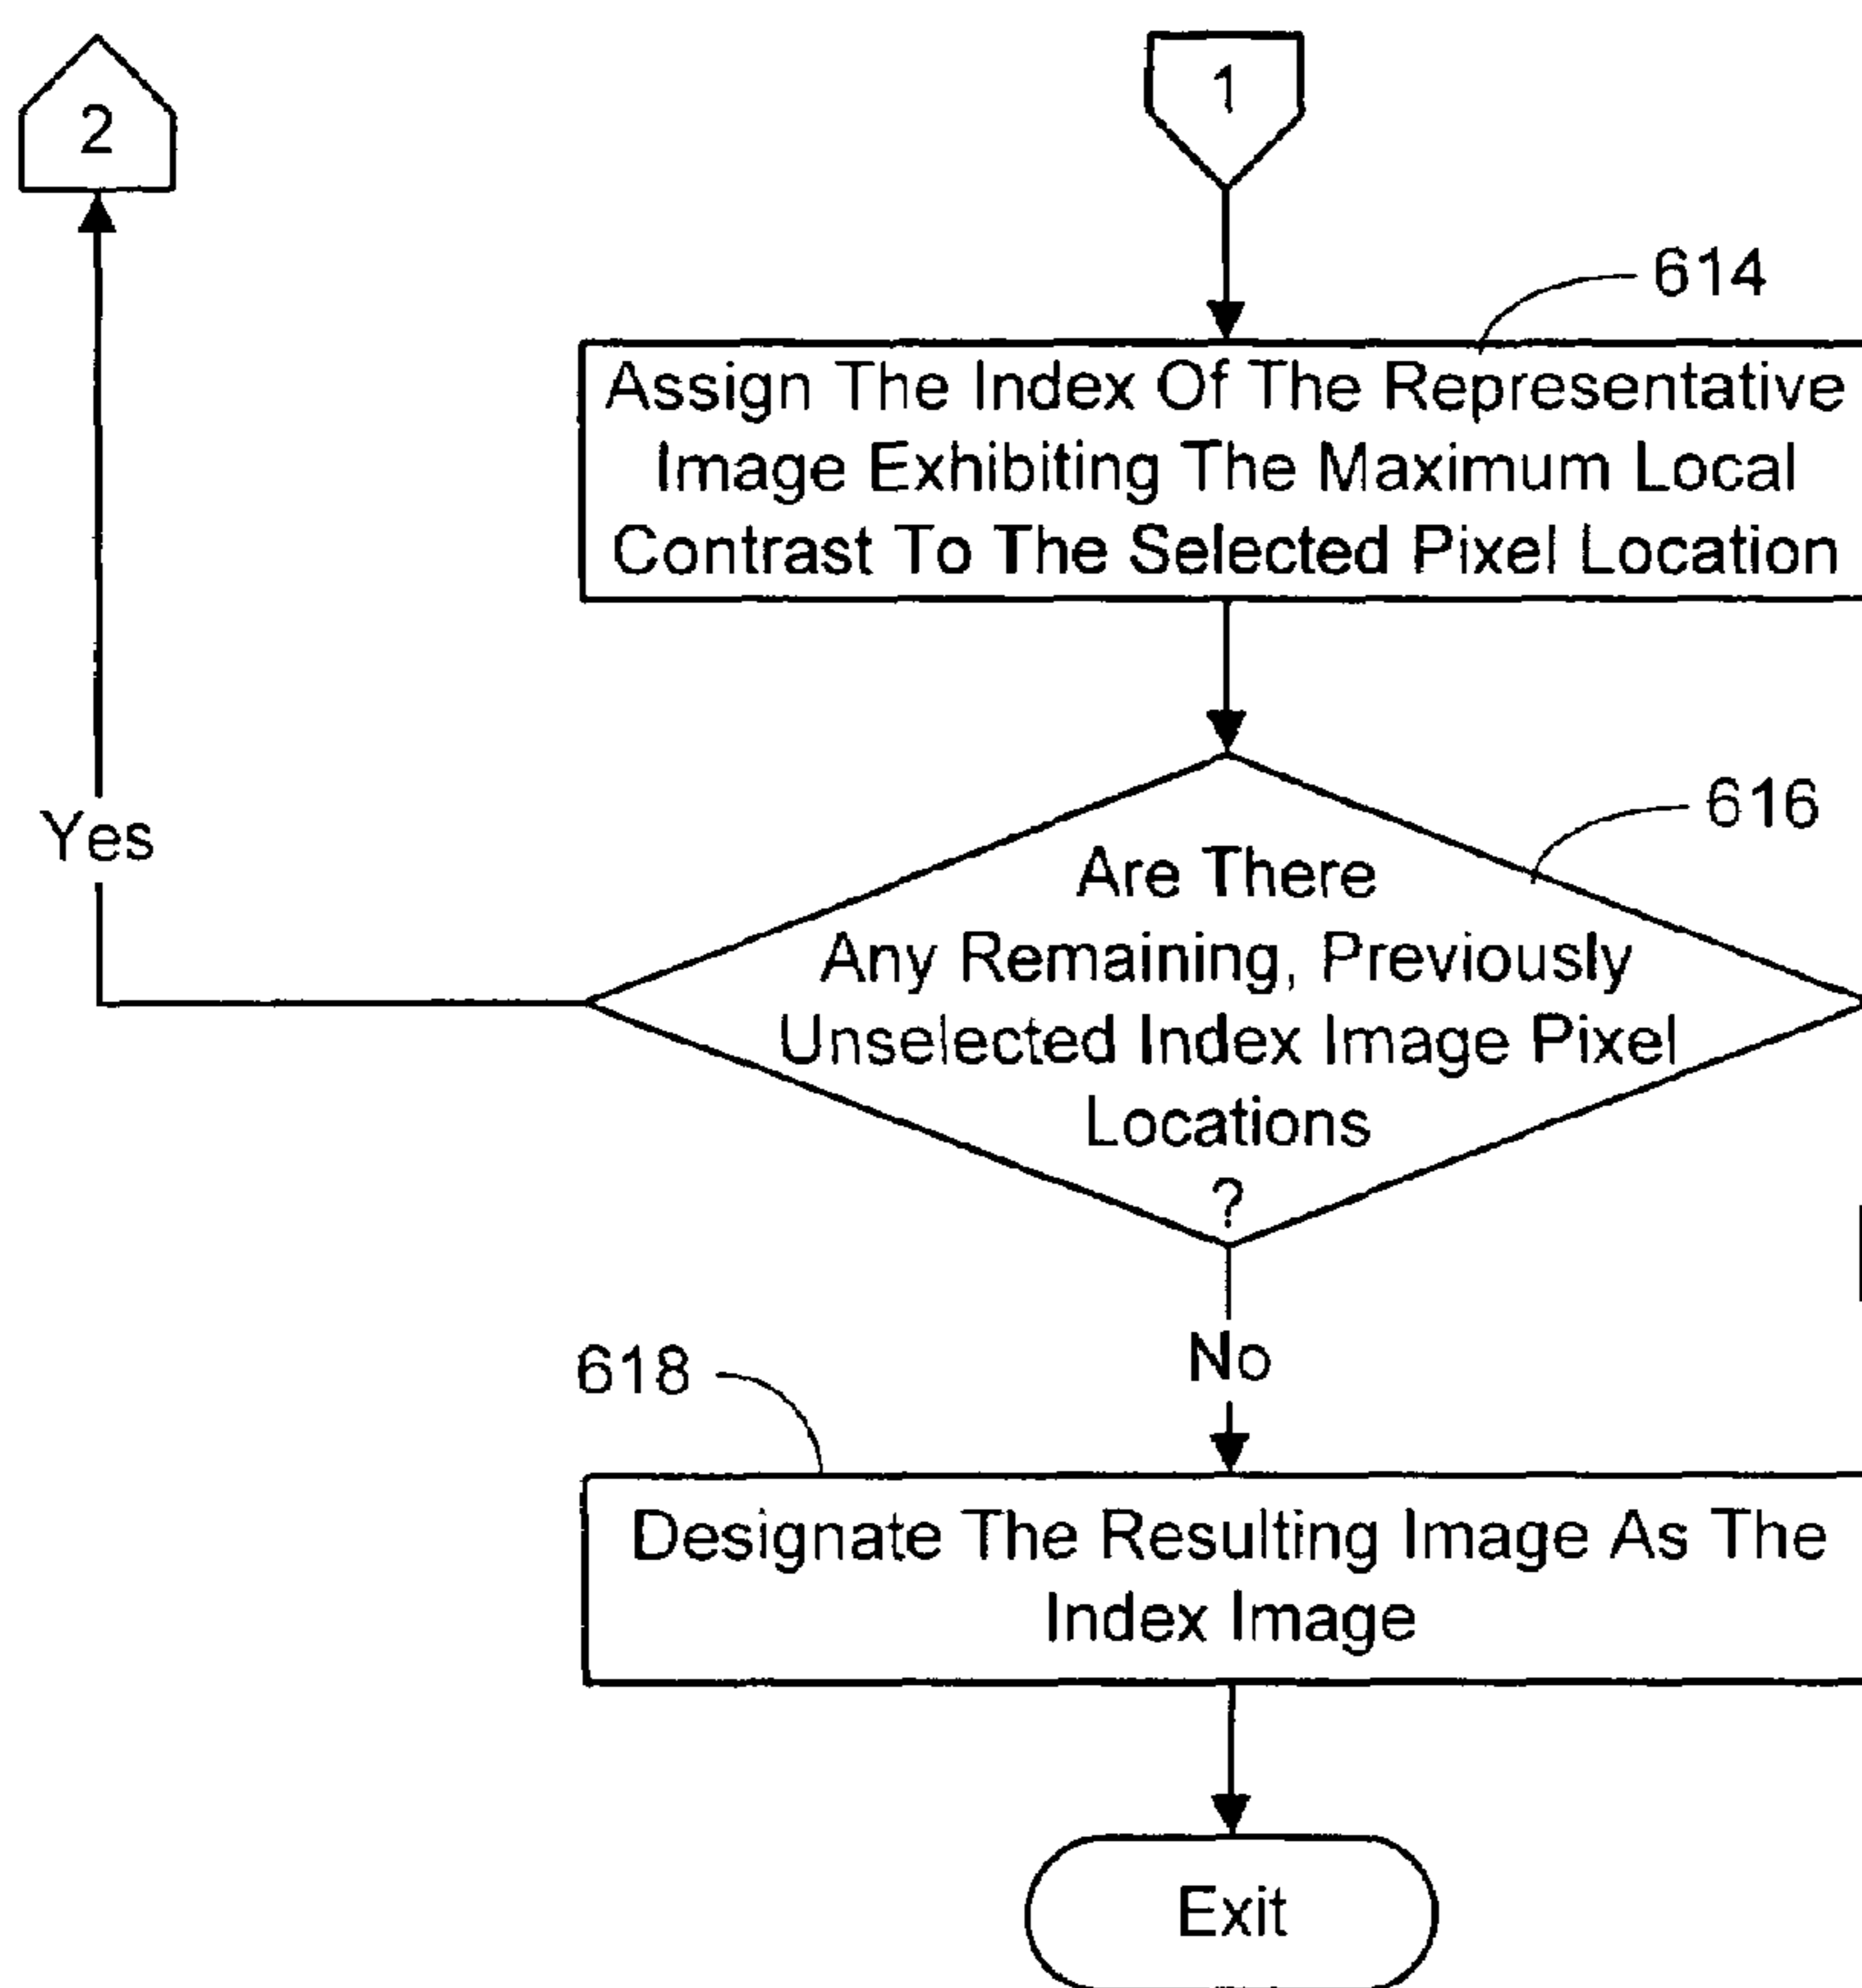 2
1
614
Assign The Index Of The Representative
Image Exhibiting The Maximum Local
Contrast To The Selected Pixel Location
616
Yes
Are There
Any Remaining, Previously
Unselected Index Image Pixel
Locations
?
No
618
Designate The Resulting Image As The
Index Image
Exit